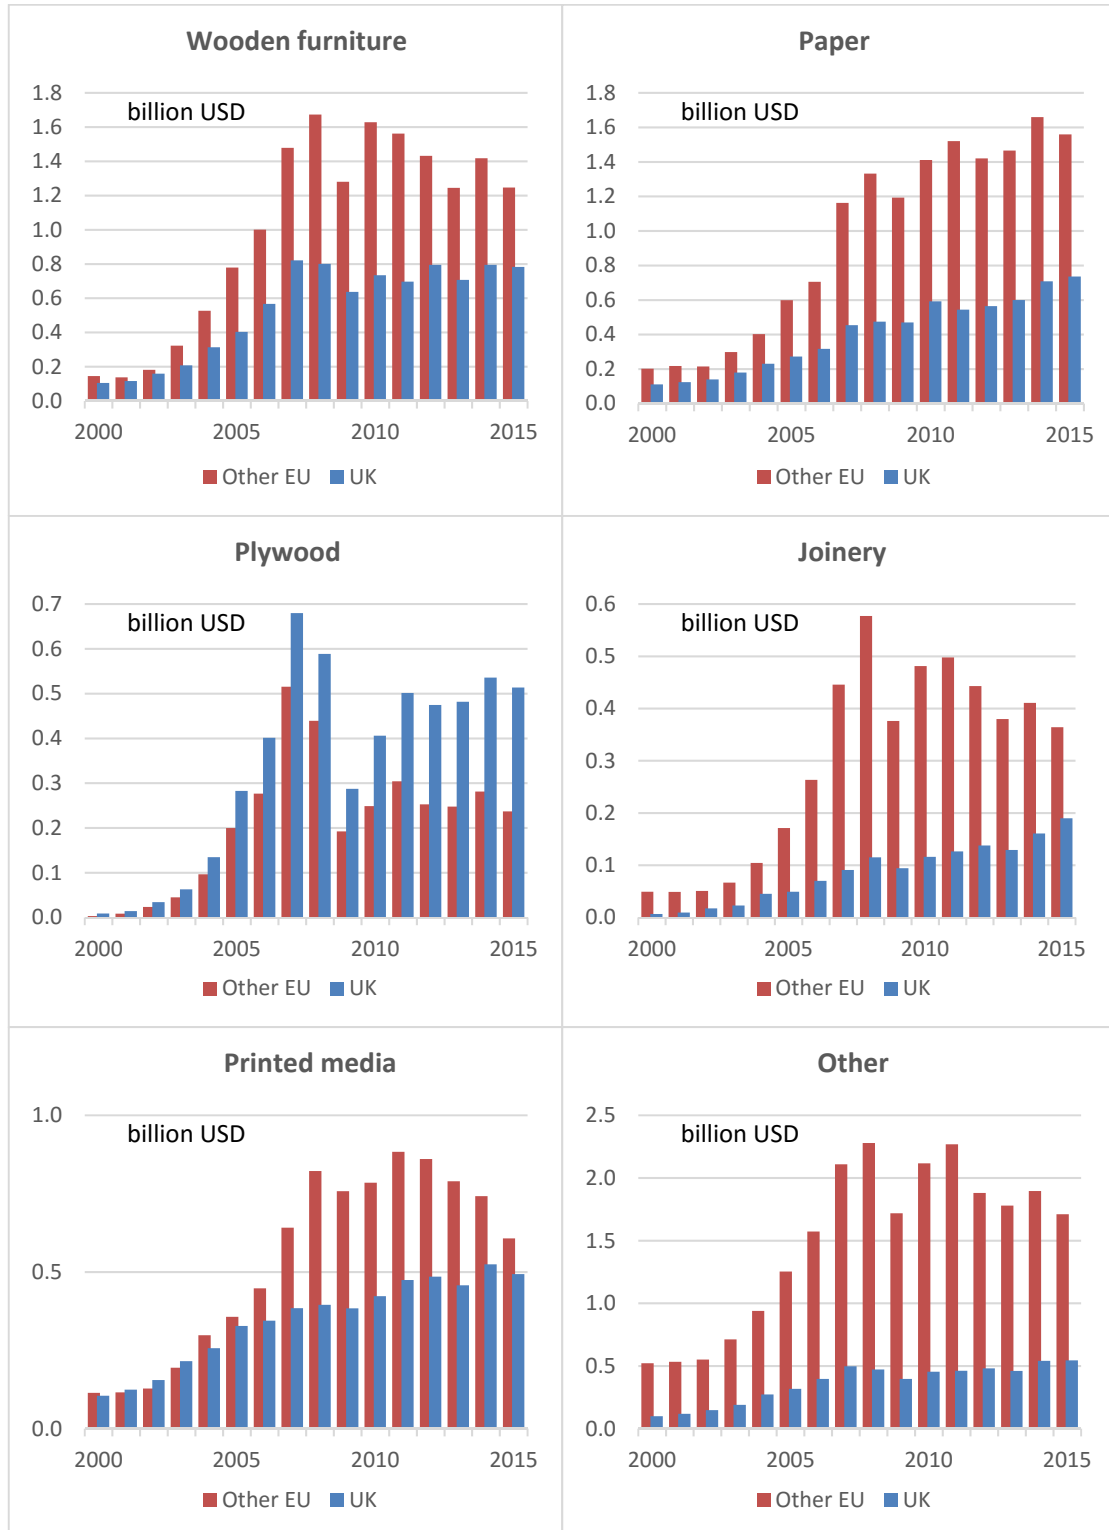 Wooden furniture
billion USD
1.8
1.6
1.4
1.2
1.0
0.8
0.6
0.4
0.2
0.0
2000 2005 2010 2015
Other EU UK
Paper
billion USD
1.8
1.6
1.4
1.2
1.0
0.8
0.6
0.4
0.2
0.0
2000 2005 2010 2015
Other EU UK
Plywood
billion USD
0.7
0.6
0.5
0.4
0.3
0.2
0.1
0.0
2000 2005 2010 2015
Other EU UK
Joinery
billion USD
0.6
0.5
0.4
0.3
0.2
0.1
0.0
2000 2005 2010 2015
Other EU UK
Printed media
1.0
billion USD
0.5
0.0
2000 2005 2010 2015
Other EU UK
Other
2.5
billion USD
2.0
1.5
1.0
0.5
0.0
2000 2005 2010 2015
Other EU UK